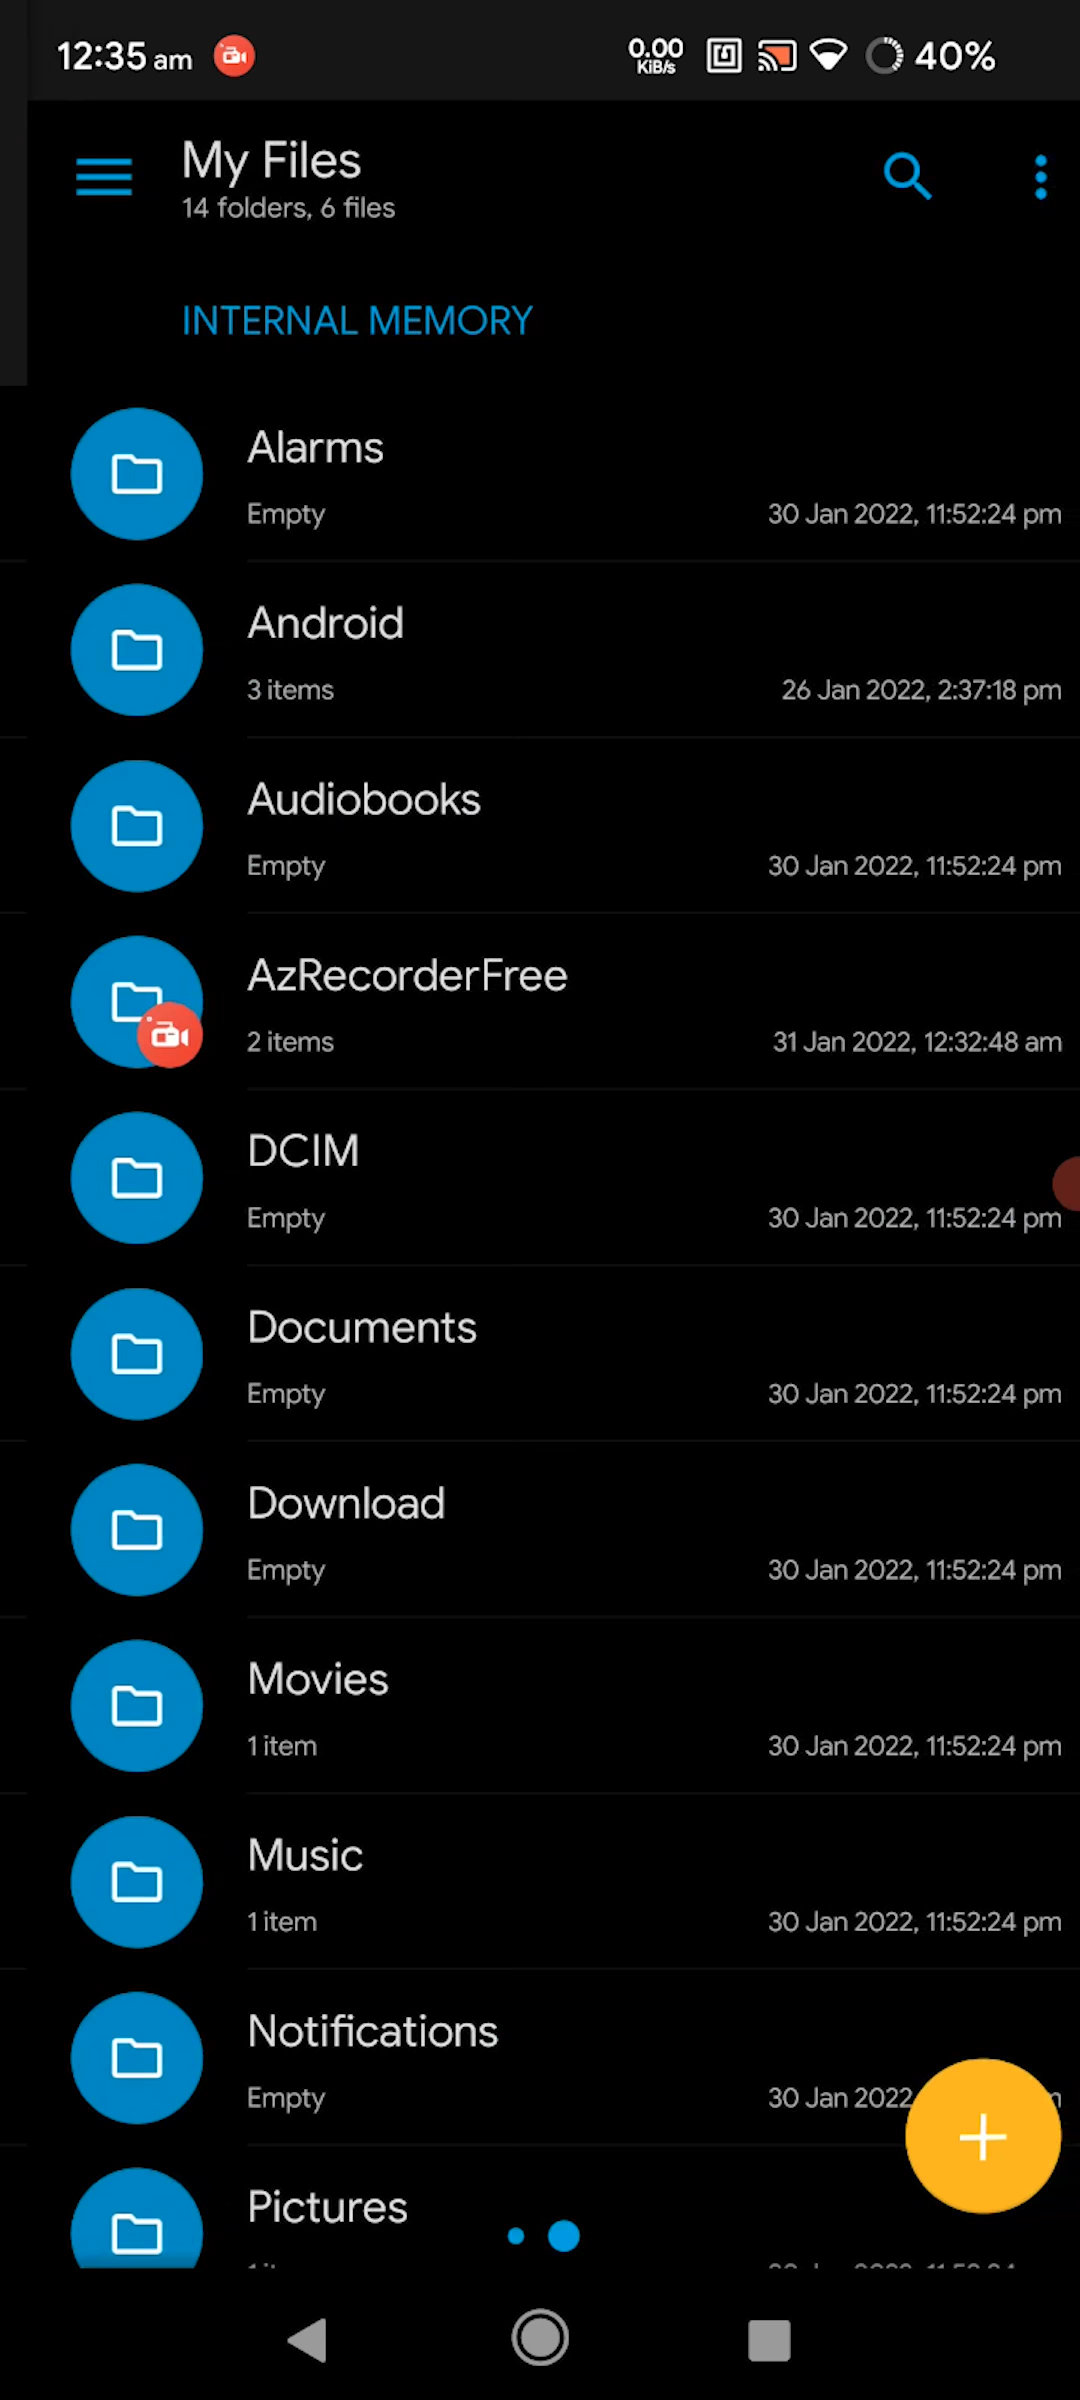 12:35 am
0.00
KiB/s
40%
My Files
14 folders, 6 files
INTERNAL MEMORY
Alarms
Empty
30 Jan 2022, 11:52:24 pm
Android
3 items
26 Jan 2022, 2:37:18 pm
Audiobooks
Empty
30 Jan 2022, 11:52:24 pm
AzRecorderFree
2 items
31 Jan 2022, 12:32:48 am
DCIM
Empty
30 Jan 2022, 11:52:24 pm
Documents
Empty
30 Jan 2022, 11:52:24 pm
Download
Empty
30 Jan 2022, 11:52:24 pm
Movies
1 item
30 Jan 2022, 11:52:24 pm
Music
1 item
30 Jan 2022, 11:52:24 pm
Notifications
Empty
30 Jan 2022
Pictures